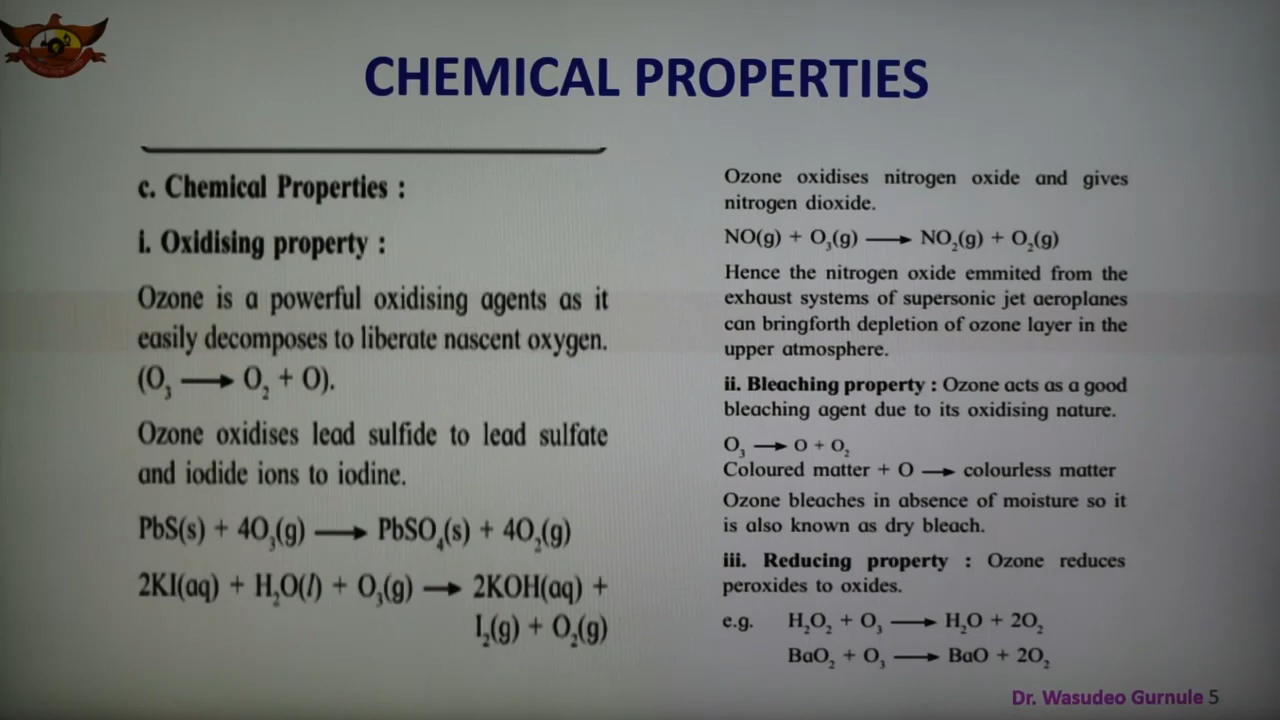 CHEMICAL PROPERTIES
c. Chemical Properties :
i. Oxidising property :
Ozone is a powerful oxidising agents as it
easily decomposes to liberate nascent oxygen.
(O₃ ⟶ O₂ + O).
Ozone oxidises lead sulfide to lead sulfate
and iodide ions to iodine.
PbS(s) + 4O₃(g) ⟶ PbSO₄(s) + 4O₂(g)
2KI(aq) + H₂O(l) + O₃(g) ⟶ 2KOH(aq) +
I₂(g) + O₂(g)
Ozone oxidises nitrogen oxide and gives
nitrogen dioxide.
NO(g) + O₃(g) ⟶ NO₂(g) + O₂(g)
Hence the nitrogen oxide emmited from the
exhaust systems of supersonic jet aeroplanes
can bringforth depletion of ozone layer in the
upper atmosphere.
ii. Bleaching property : Ozone acts as a good
bleaching agent due to its oxidising nature.
O₃ ⟶ O + O₂
Coloured matter + O ⟶ colourless matter
Ozone bleaches in absence of moisture so it
is also known as dry bleach.
iii. Reducing property : Ozone reduces
peroxides to oxides.
e.g. H₂O₂ + O₃ ⟶ H₂O + 2O₂
BaO₂ + O₃ ⟶ BaO + 2O₂
Dr. Wasudeo Gurnule 5